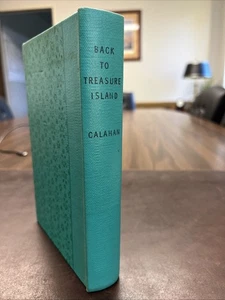 BACK
TO
TREASURE
ISLAND
CALAHAN